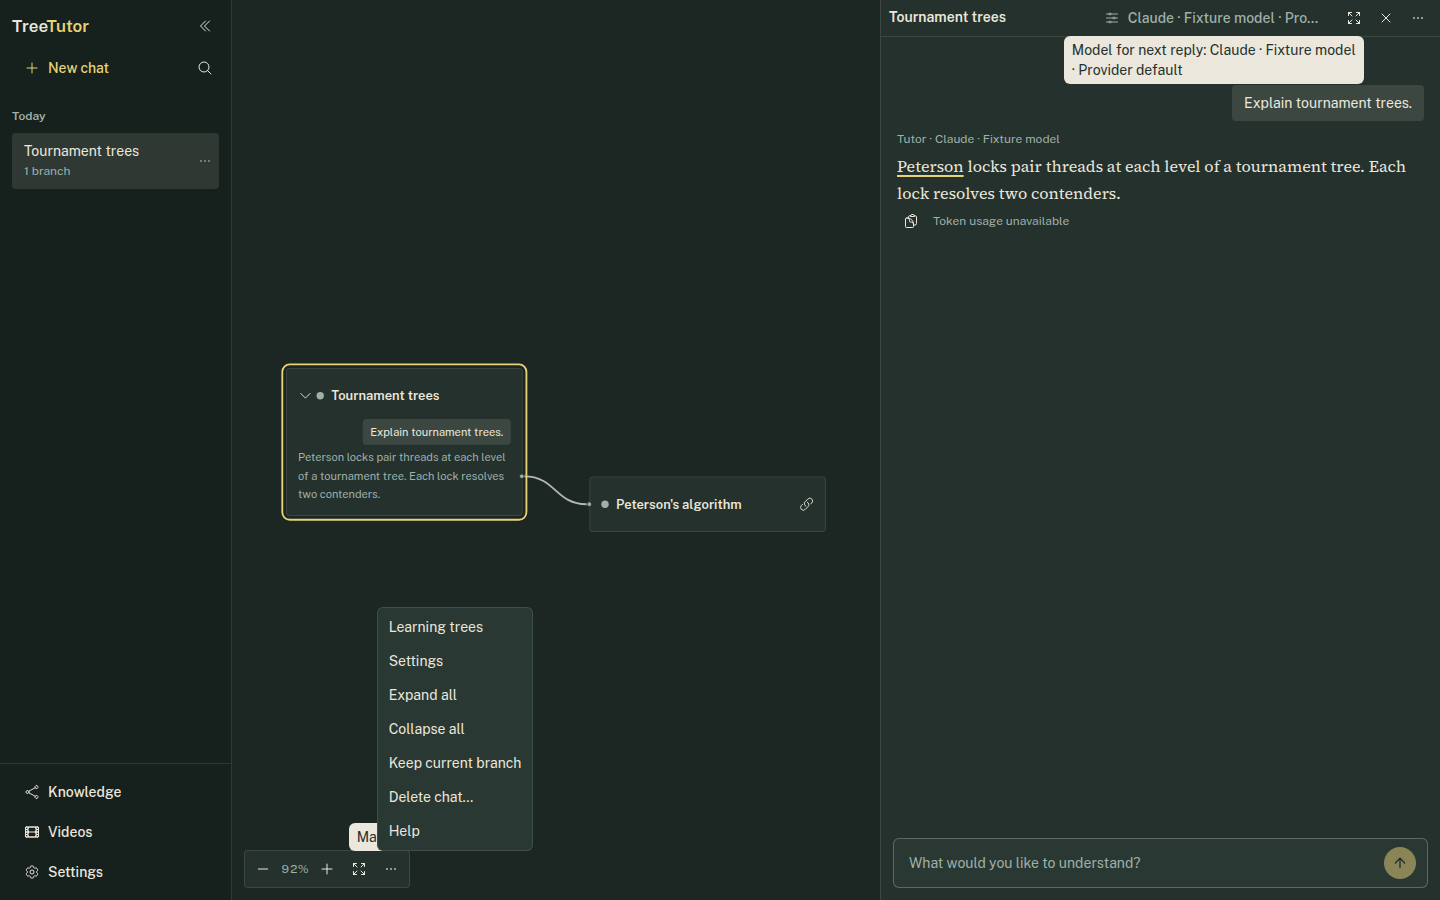 TreeTutor
New chat
Today
Tournament trees
1 branch
Knowledge
Videos
Settings
Tournament trees
Explain tournament trees.
Peterson locks pair threads at each level
of a tournament tree. Each lock resolves
two contenders.
Peterson's algorithm
Learning trees
Settings
Expand all
Collapse all
Keep current branch
Delete chat...
Help
Ma
92%
Tournament trees
Claude · Fixture model · Pro...
Model for next reply: Claude · Fixture model
· Provider default
Explain tournament trees.
Tutor · Claude · Fixture model
Peterson locks pair threads at each level of a tournament tree. Each
lock resolves two contenders.
Token usage unavailable
What would you like to understand?